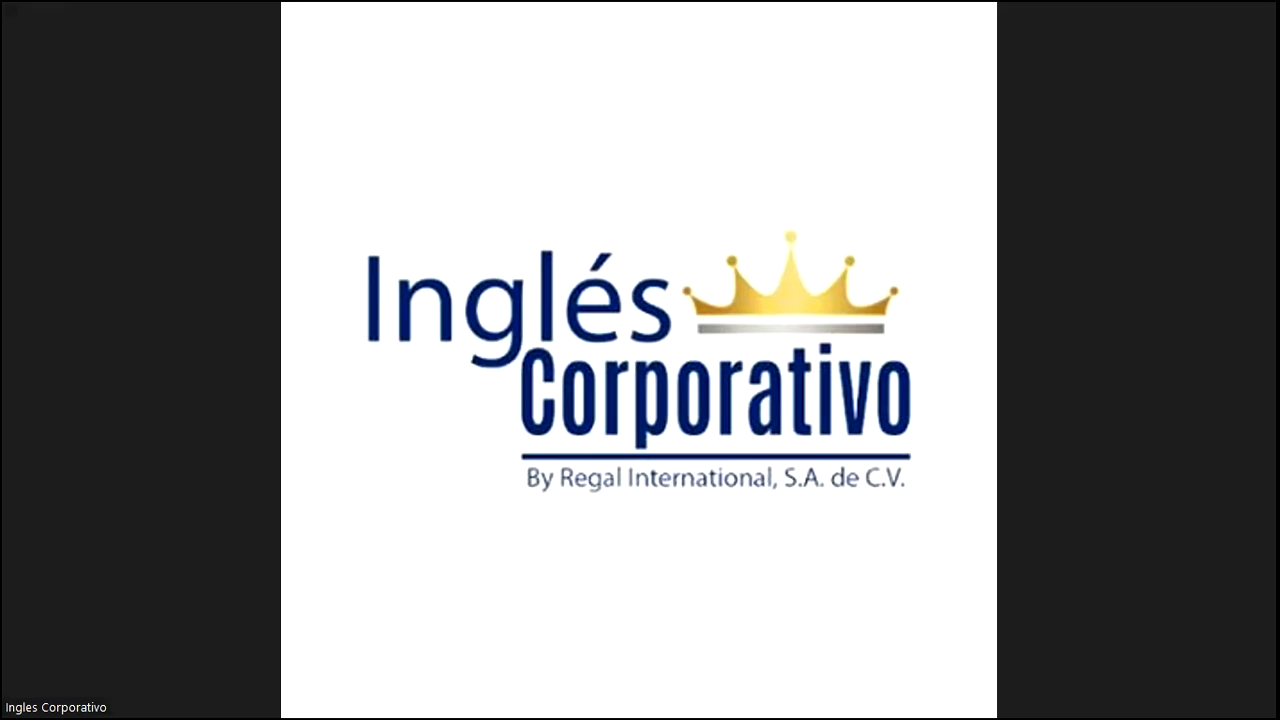 Inglés
Corporativo
By Regal International, S.A. de C.V.
Ingles Corporativo